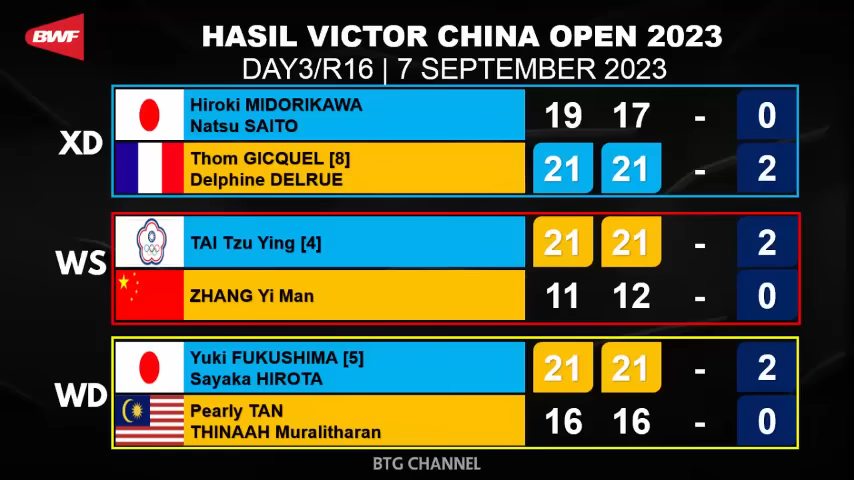 BWF
HASIL VICTOR CHINA OPEN 2023
DAY3/R16 | 7 SEPTEMBER 2023
XD
Hiroki MIDORIKAWA
Natsu SAITO
19 17 - 0
Thom GICQUEL [8]
Delphine DELRUE
21 21 - 2
WS
TAI Tzu Ying [4]
21 21 - 2
ZHANG Yi Man
11 12 - 0
WD
Yuki FUKUSHIMA [5]
Sayaka HIROTA
21 21 - 2
Pearly TAN
THINAAH Muralitharan
16 16 - 0
BTG CHANNEL